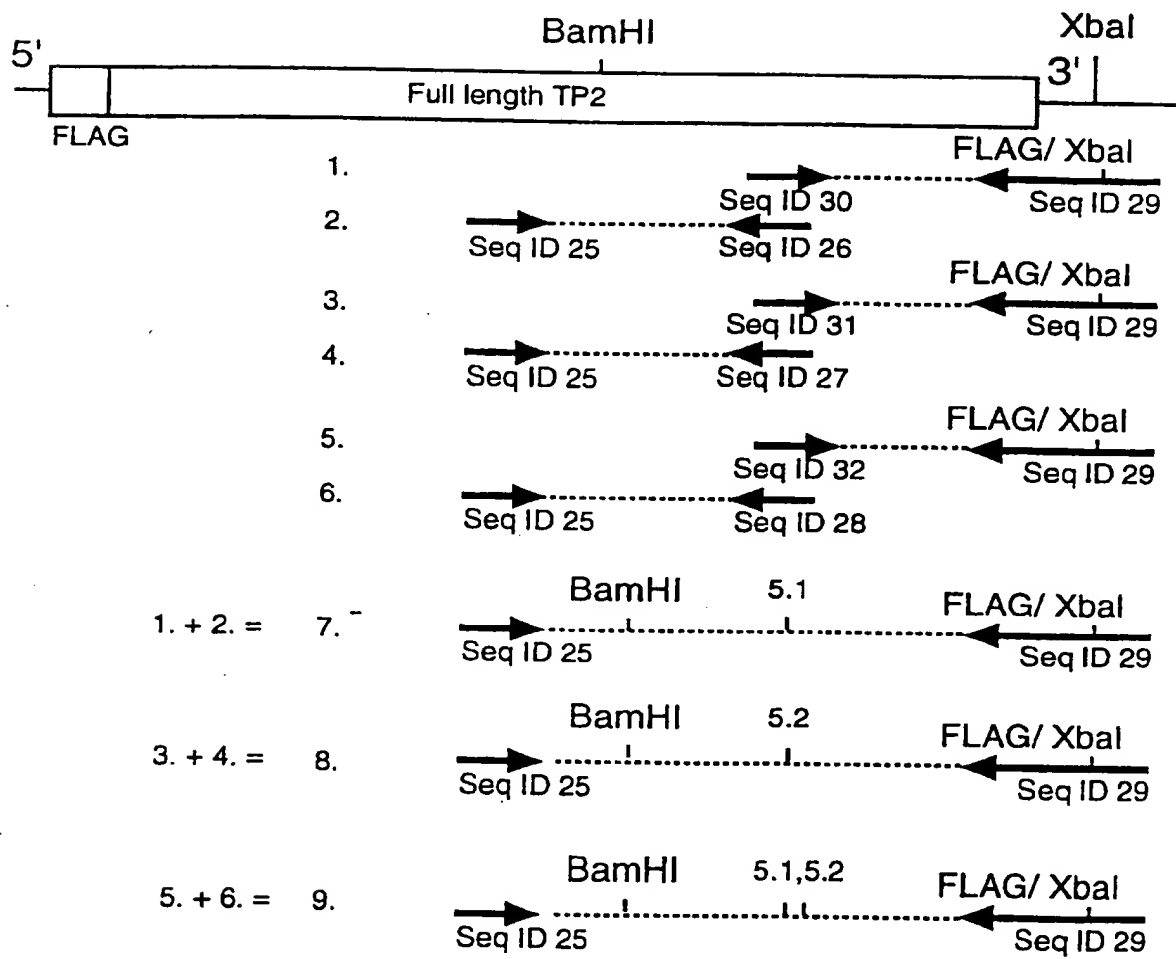 BamHI
XbaI
5'
3'
Full length TP2
FLAG
1.
FLAG/ XbaI
Seq ID 30
Seq ID 29
2.
Seq ID 25
Seq ID 26
3.
FLAG/ XbaI
Seq ID 31
Seq ID 29
4.
Seq ID 25
Seq ID 27
5.
FLAG/ XbaI
Seq ID 32
Seq ID 29
6.
Seq ID 25
Seq ID 28
BamHI
5.1
1. + 2. =
7.
FLAG/ XbaI
Seq ID 25
Seq ID 29
BamHI
5.2
3. + 4. =
8.
FLAG/ XbaI
Seq ID 25
Seq ID 29
BamHI
5.1,5.2
5. + 6. =
9.
FLAG/ XbaI
Seq ID 25
Seq ID 29